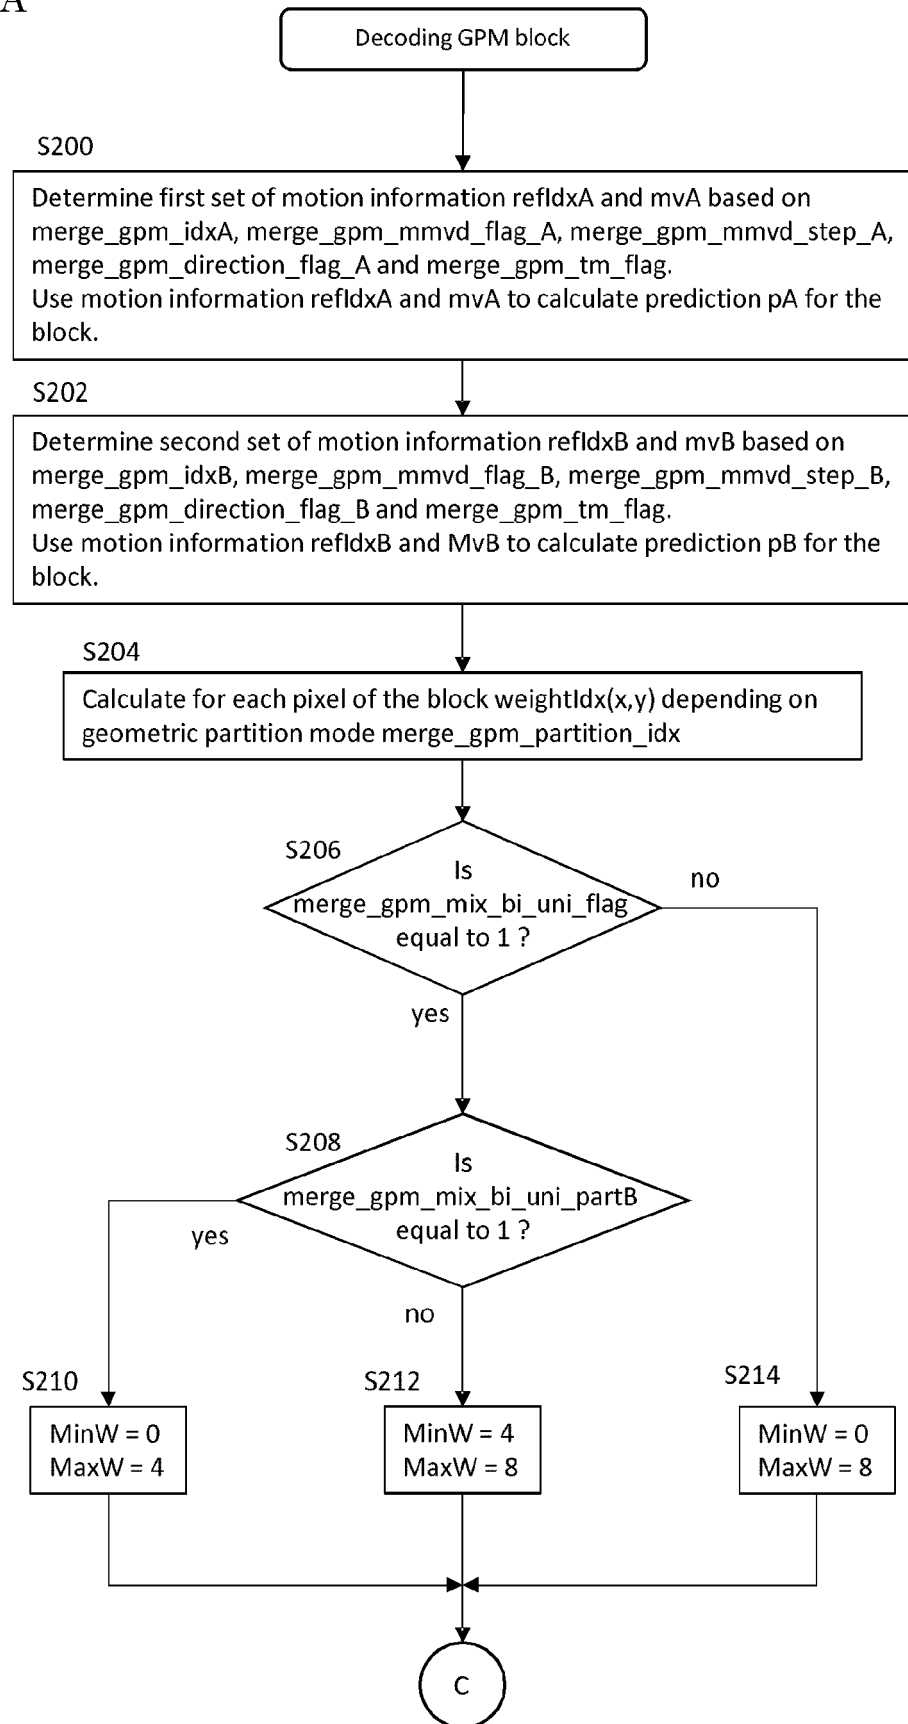 A
Decoding GPM block
S200
Determine first set of motion information refIdxA and mvA based on
merge_gpm_idxA, merge_gpm_mmvd_flag_A, merge_gpm_mmvd_step_A,
merge_gpm_direction_flag_A and merge_gpm_tm_flag.
Use motion information refIdxA and mvA to calculate prediction pA for the
block.
S202
Determine second set of motion information refIdxB and mvB based on
merge_gpm_idxB, merge_gpm_mmvd_flag_B, merge_gpm_mmvd_step_B,
merge_gpm_direction_flag_B and merge_gpm_tm_flag.
Use motion information refIdxB and MvB to calculate prediction pB for the
block.
S204
Calculate for each pixel of the block weightIdx(x,y) depending on
geometric partition mode merge_gpm_partition_idx
S206
Is
merge_gpm_mix_bi_uni_flag
equal to 1 ?
no
yes
S208
Is
merge_gpm_mix_bi_uni_partB
equal to 1 ?
yes
no
S210
MinW = 0
MaxW = 4
S212
MinW = 4
MaxW = 8
S214
MinW = 0
MaxW = 8
C